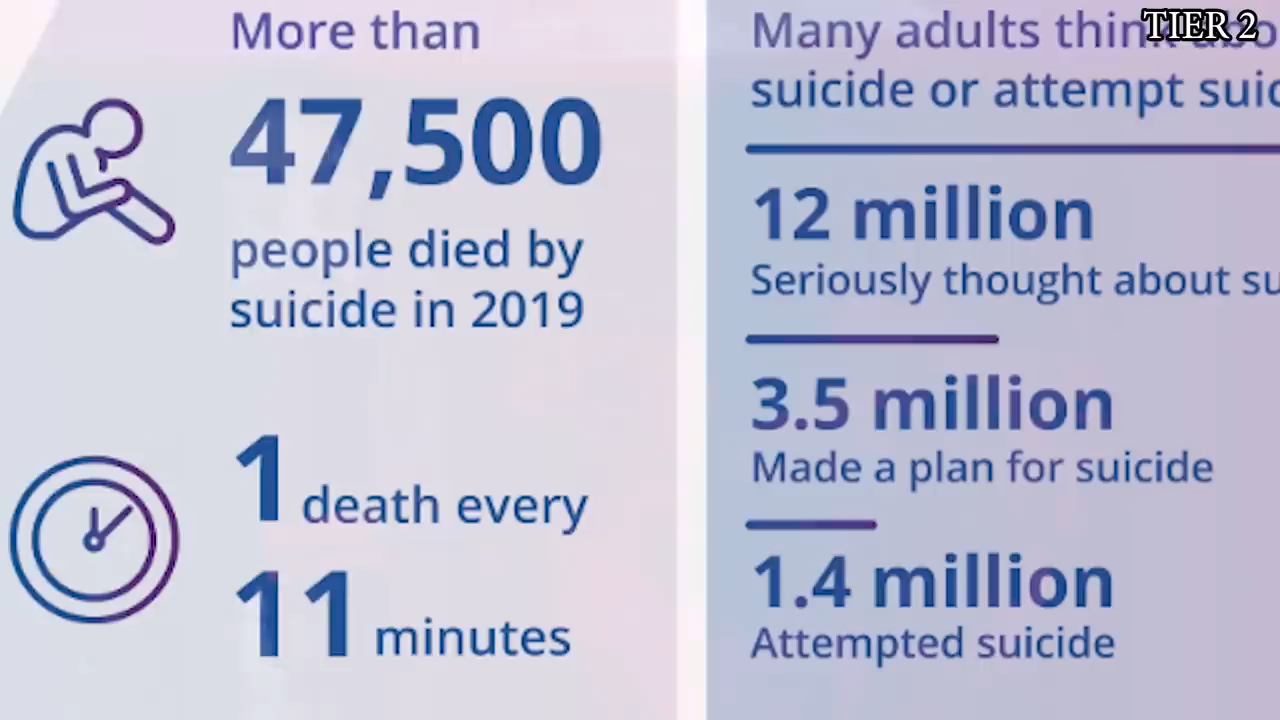 More than
47,500
people died by
suicide in 2019
1 death every
11 minutes
TIER 2
Many adults think
suicide or attempt
12 million
Seriously thought about
3.5 million
Made a plan for suicide
1.4 million
Attempted suicide